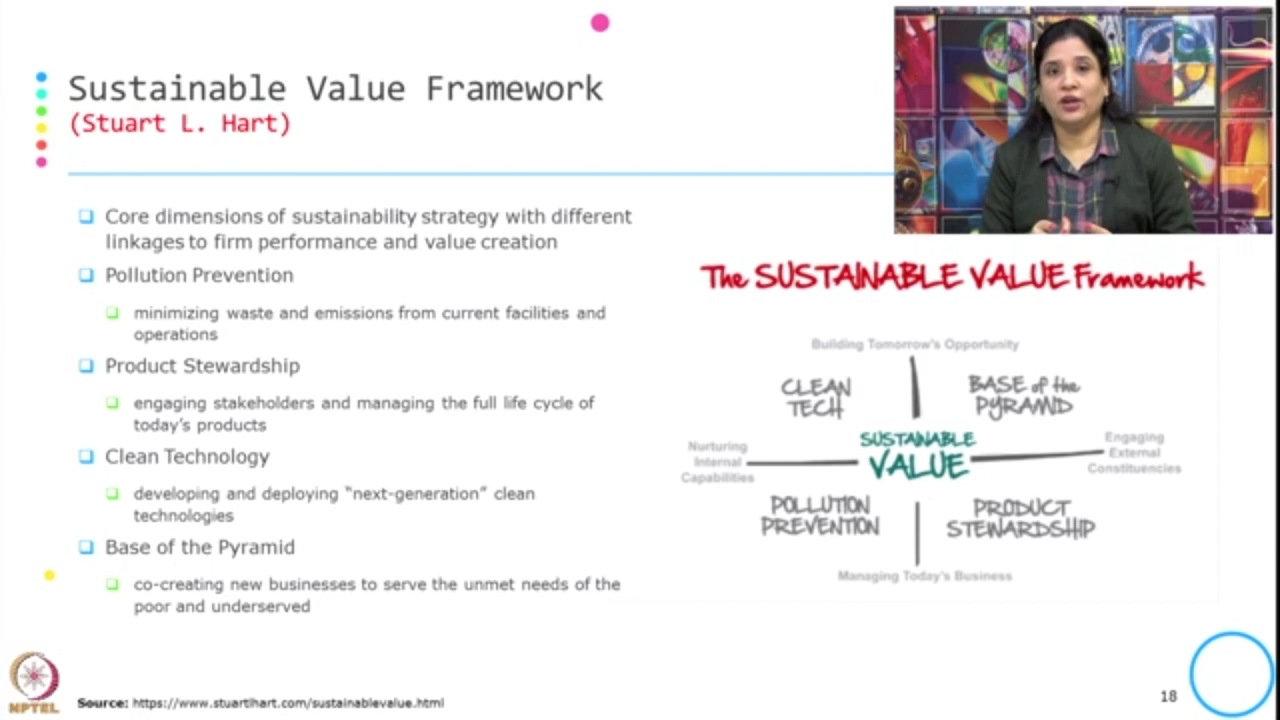 Sustainable Value Framework
(Stuart L. Hart)
Core dimensions of sustainability strategy with different
linkages to firm performance and value creation
Pollution Prevention
minimizing waste and emissions from current facilities and
operations
Product Stewardship
engaging stakeholders and managing the full life cycle of
today's products
Clean Technology
developing and deploying "next-generation" clean
technologies
Base of the Pyramid
co-creating new businesses to serve the unmet needs of the
poor and underserved
The SUSTAINABLE VALUE Framework
Building Tomorrow's Opportunity
CLEAN
TECH
BASE of the
PYRAMID
Nurturing
Internal
Capabilities
SUSTAINABLE
VALUE
Engaging
External
Constituencies
POLLUTION
PREVENTION
PRODUCT
STEWARDSHIP
Managing Today's Business
NPTEL
Source: https://www.stuartlhart.com/sustainablevalue.html
18